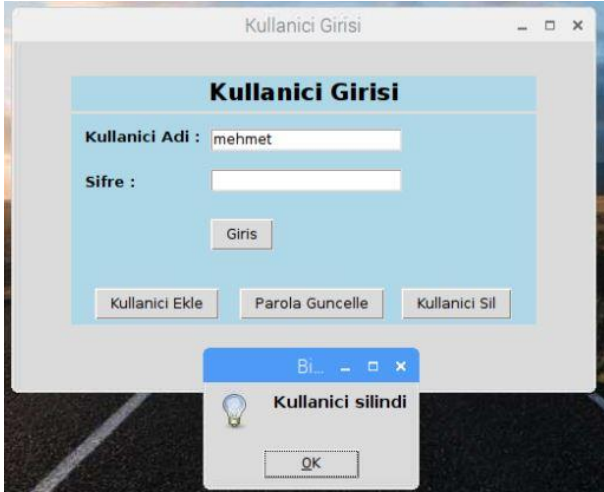 Kullanici Girisi
Kullanici Girisi
Kullanici Adi : mehmet
Sifre :
Giris
Kullanici Ekle Parola Guncelle Kullanici Sil
Bi...
Kullanici silindi
OK